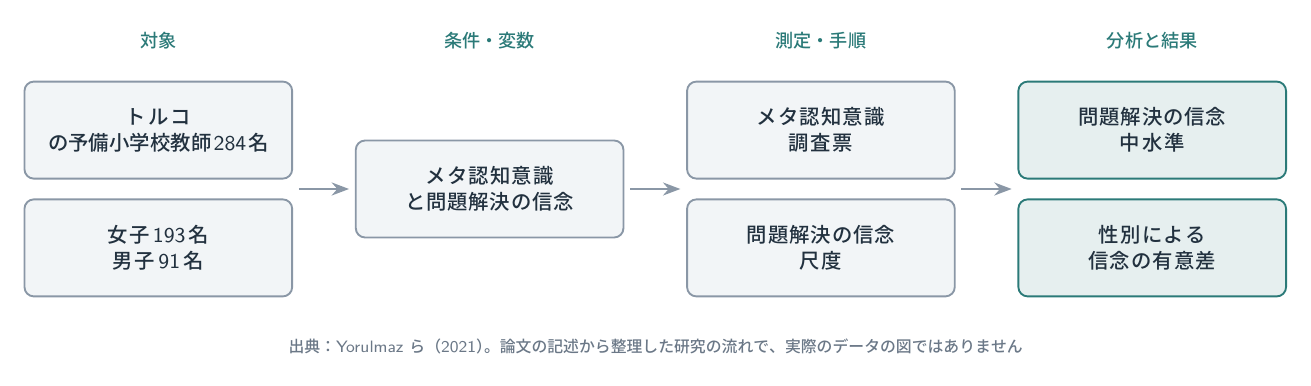 対象
トルコ
の予備小学校教師284名
女子193名
男子91名
条件・変数
メタ認知意識
と問題解決の信念
測定・手順
メタ認知意識
調査票
問題解決の信念
尺度
分析と結果
問題解決の信念
中水準
性別による
信念の有意差
出典：Yorulmaz ら（2021）。論文の記述から整理した研究の流れで、実際のデータの図ではありません